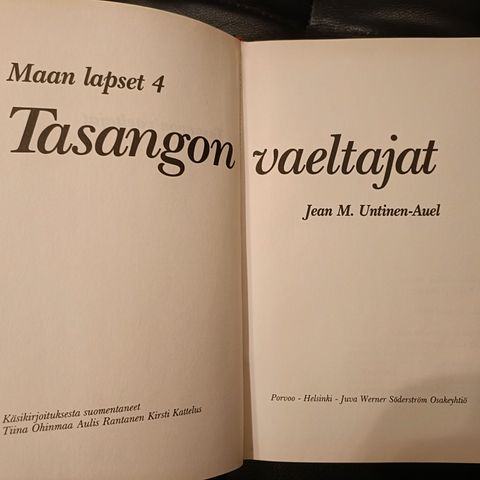 Maan lapset 4
Tasangon vaeltajat
Jean M. Untinen-Auel
Käsikirjoituksesta suomentaneet
Tiina Ohinmaa Aulis Rantanen Kirsti Kattelus
Porvoo - Helsinki - Juva Werner Söderström Osakeyhtiö